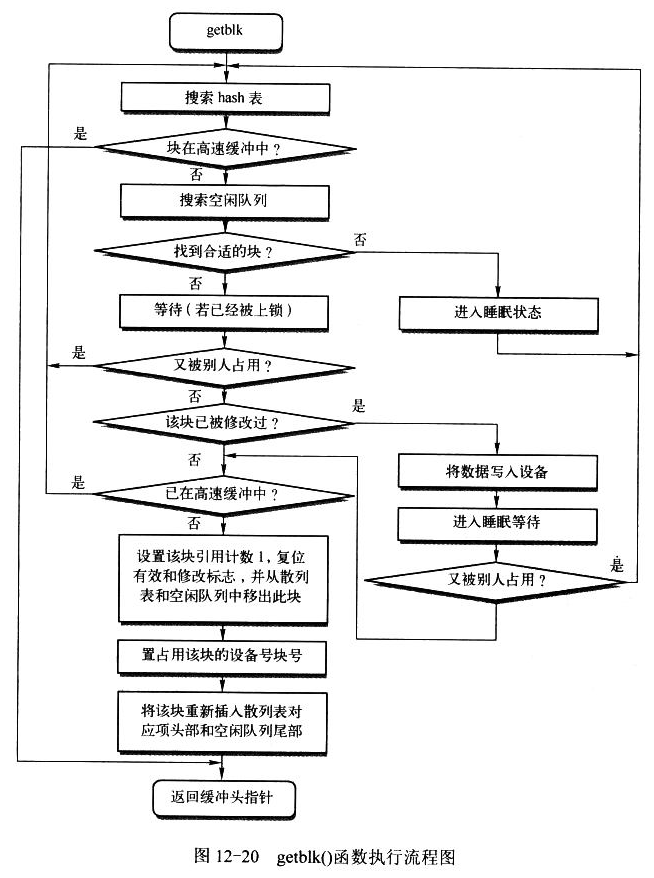 getblk
搜索 hash 表
是
块在高速缓冲中？
否
搜索空闲队列
找到合适的块？
否
否
等待（若已经被上锁）
进入睡眠状态
是
又被别人占用？
否
是
该块已被修改过？
否
将数据写入设备
是
已在高速缓冲中？
否
进入睡眠等待
设置该块引用计数 1，复位
有效和修改标志，并从散列
表和空闲队列中移出此块
又被别人占用？
是
置占用该块的设备号块号
将该块重新插入散列表对
应项头部和空闲队列尾部
返回缓冲头指针
图 12-20 getblk()函数执行流程图